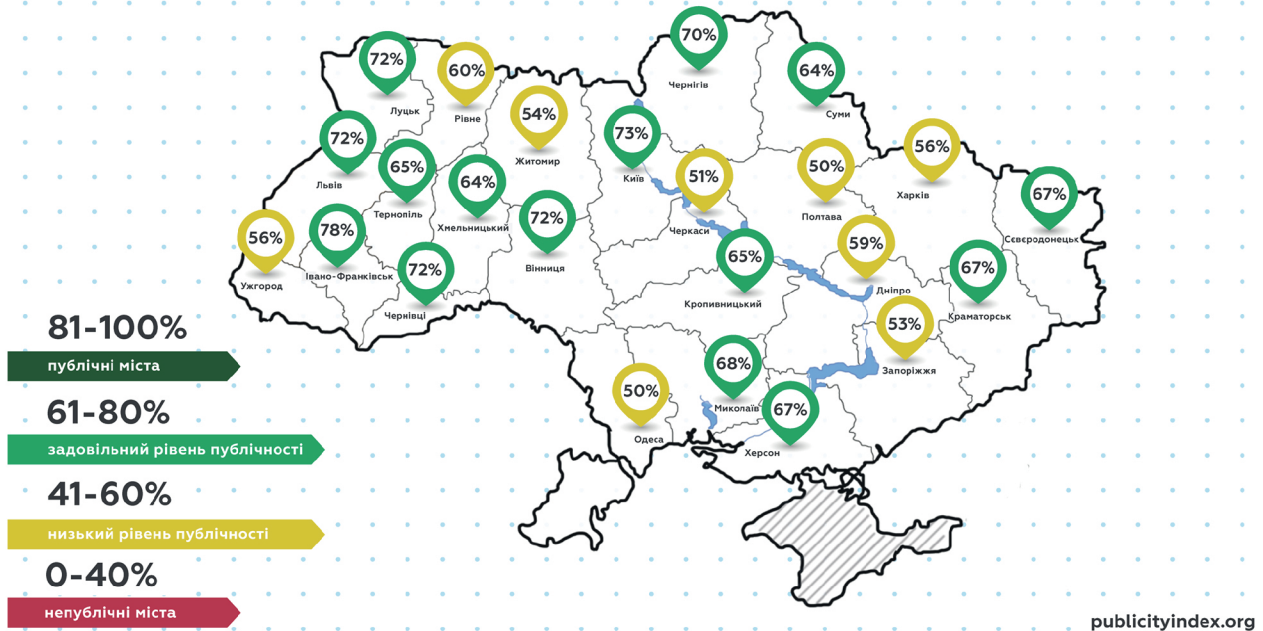 70%
Чернігів
72%
Луцьк
60%
Рівне
64%
Суми
54%
Житомир
73%
Київ
72%
Львів
65%
Тернопіль
64%
Хмельницький
51%
Черкаси
50%
Полтава
56%
Харків
67%
Сєвєродонецьк
56%
Ужгород
78%
Івано-Франківськ
72%
Вінниця
72%
Чернівці
65%
Кропивницький
59%
Дніпро
67%
Краматорськ
53%
Запоріжжя
50%
Одеса
68%
Миколаїв
67%
Херсон
81-100%
публічні міста
61-80%
задовільний рівень публічності
41-60%
низький рівень публічності
0-40%
непублічні міста
publicityindex.org